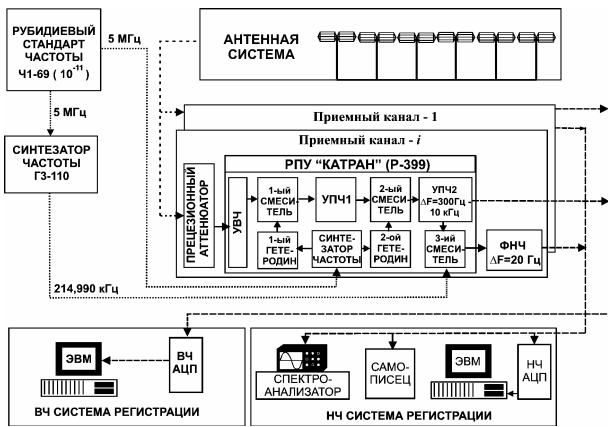 РУБИДИЕВЫЙ
СТАНДАРТ
ЧАСТОТЫ
Ч1-69 ( 10⁻¹¹)
5 МГц
АНТЕННАЯ
СИСТЕМА
5 МГц
СИНТЕЗАТОР
ЧАСТОТЫ
Г3-110
Приемный канал - 1
Приемный канал - i
РПУ “КАТРАН” (Р-399)
ПРЕЦЕЗИОННЫЙ
АТТЕНЮАТОР
УВЧ
1-ый
СМЕСИ-
ТЕЛЬ
УПЧ1
2-ый
СМЕСИ-
ТЕЛЬ
УПЧ2
ΔF=300Гц -
10 кГц
1-ый
ГЕТЕ-
РОДИН
СИНТЕ-
ЗАТОР
ЧАСТОТЫ
2-ой
ГЕТЕ-
РОДИН
3-ий
СМЕСИ-
ТЕЛЬ
ФНЧ
ΔF=20 Гц
214,990 кГц
ЭВМ
ВЧ
АЦП
ВЧ СИСТЕМА РЕГИСТРАЦИИ
СПЕКТРО-
АНАЛИЗАТОР
САМО-
ПИСЕЦ
ЭВМ
НЧ
АЦП
НЧ СИСТЕМА РЕГИСТРАЦИИ